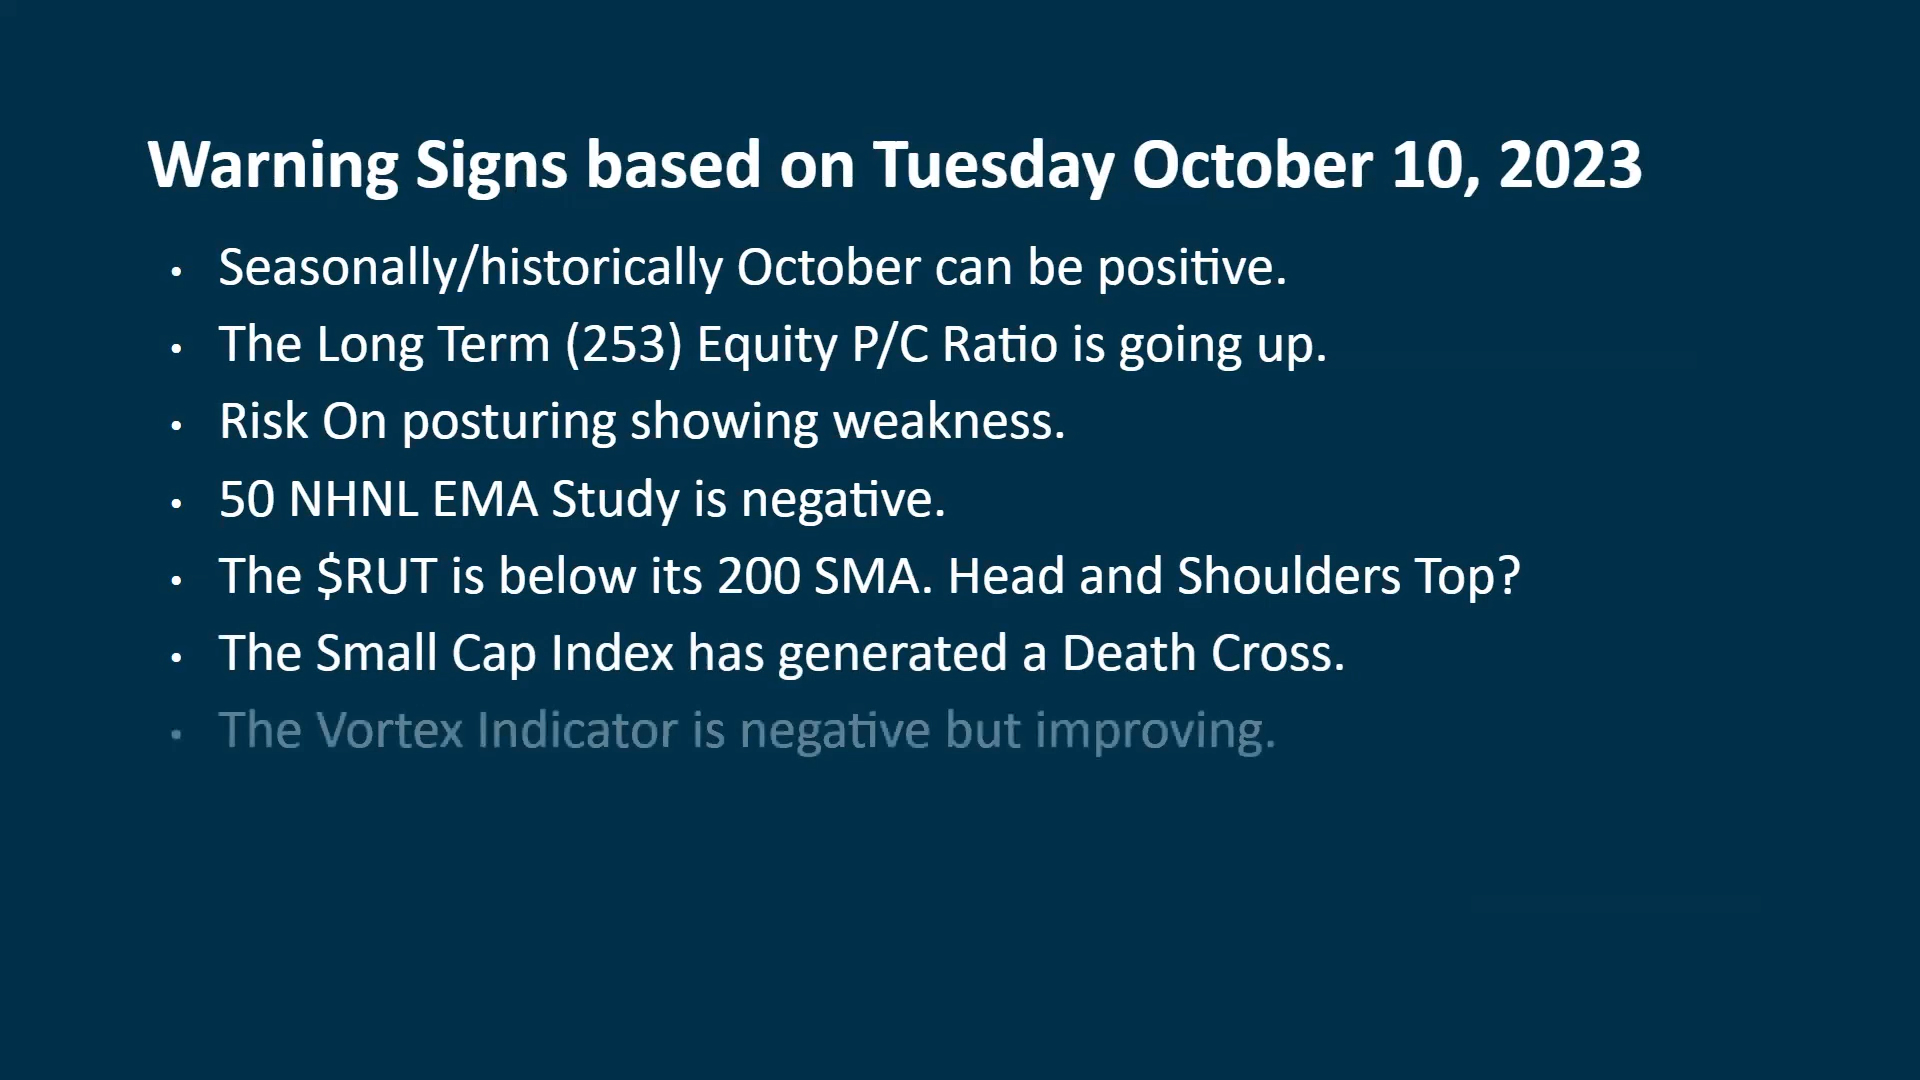 Warning Signs based on Tuesday October 10, 2023
• Seasonally/historically October can be positive.
• The Long Term (253) Equity P/C Ratio is going up.
• Risk On posturing showing weakness.
• 50 NHNL EMA Study is negative.
• The $RUT is below its 200 SMA. Head and Shoulders Top?
• The Small Cap Index has generated a Death Cross.
• The Vortex Indicator is negative but improving.